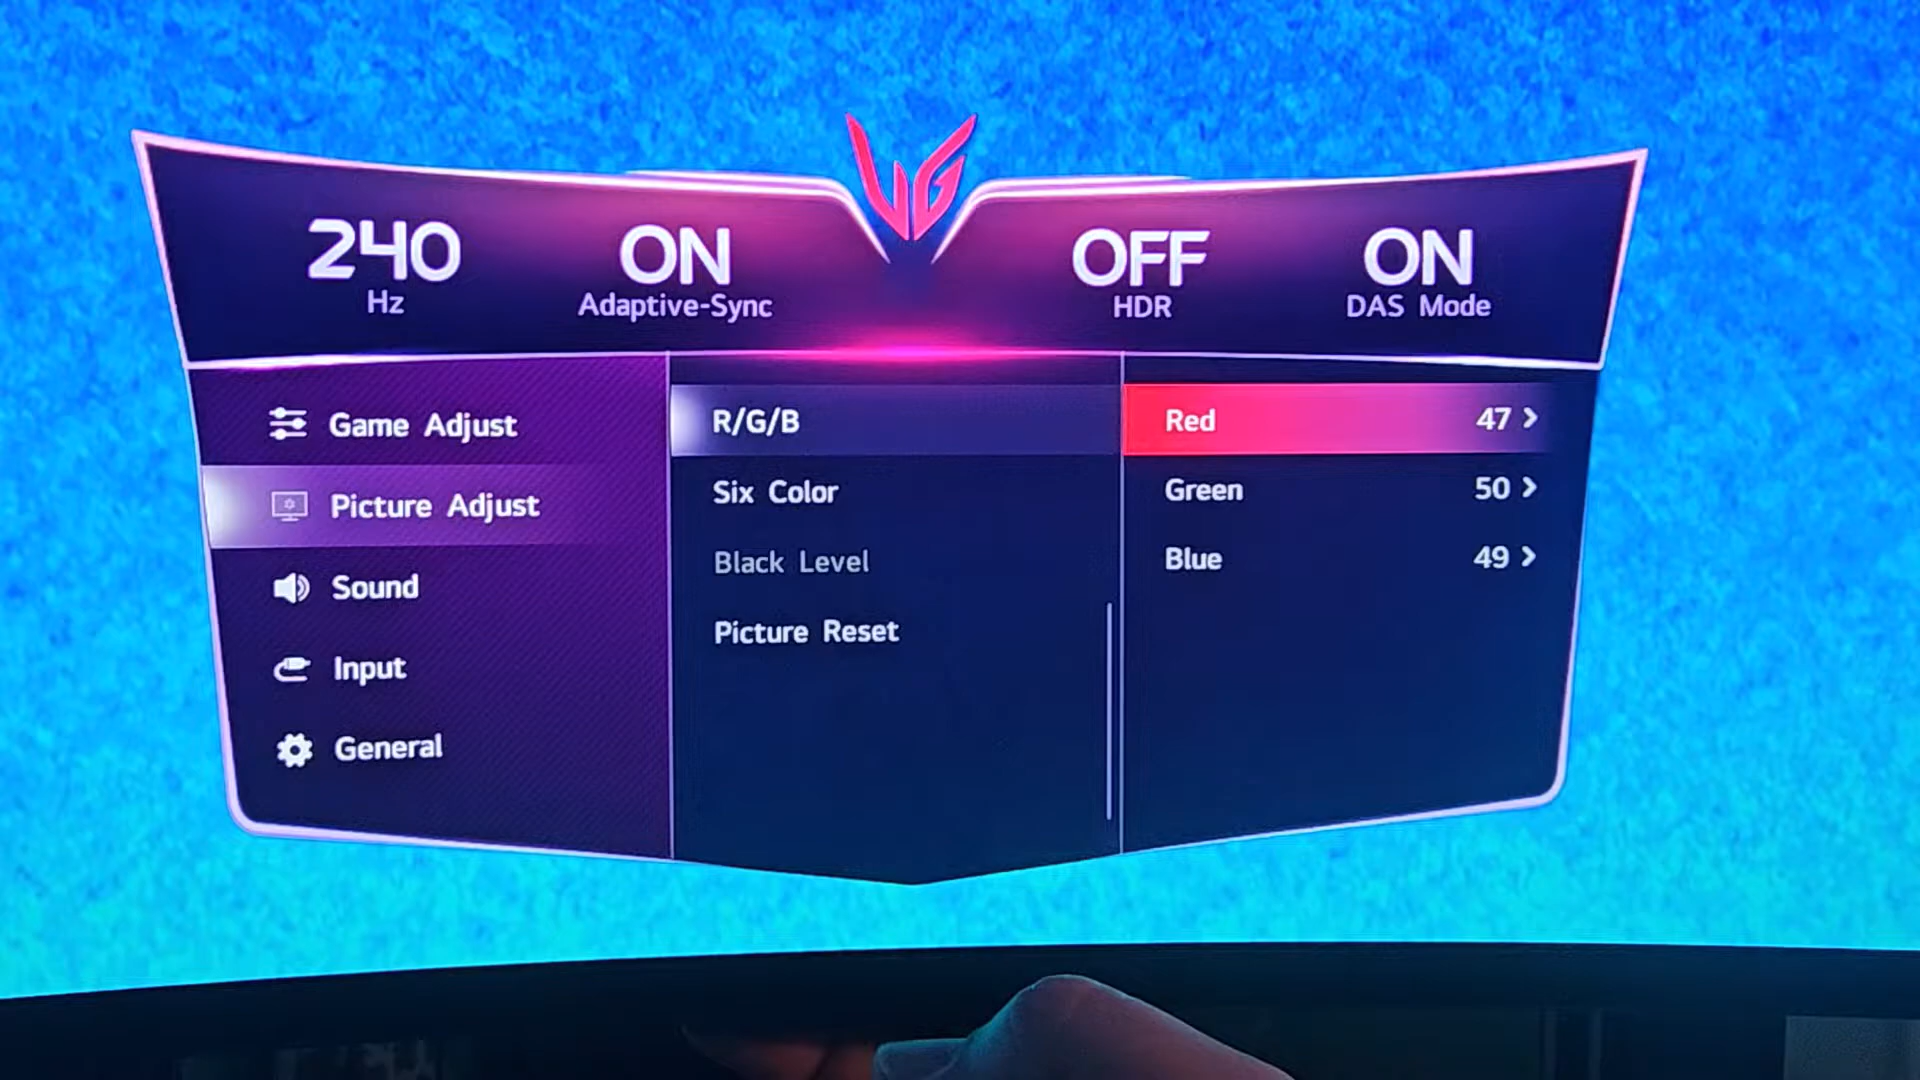 240
Hz
ON
Adaptive-Sync
OFF
HDR
ON
DAS Mode
Game Adjust
Picture Adjust
Sound
Input
General
R/G/B
Six Color
Black Level
Picture Reset
Red 47
Green 50
Blue 49